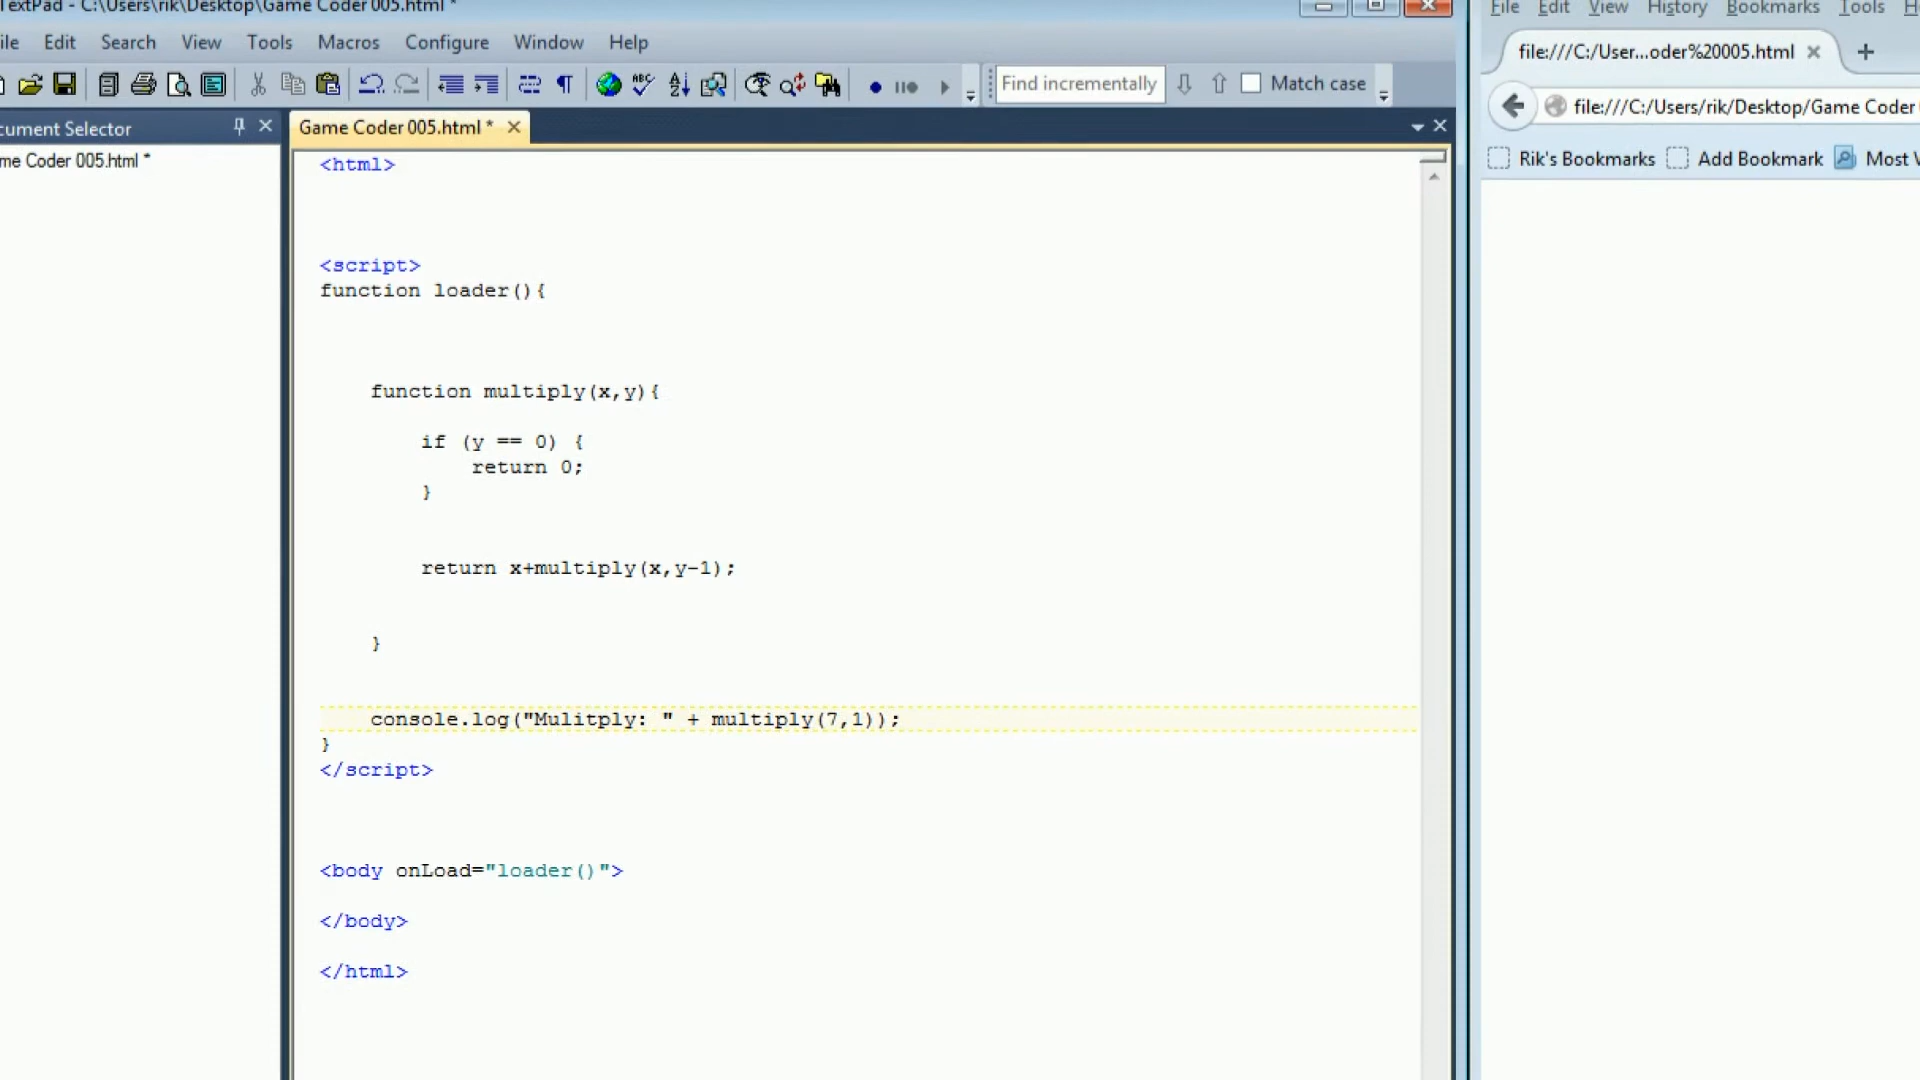 TextPad - C:\Users\rik\Desktop\Game Coder 005.html *
File Edit View History Bookmarks Tools
ile Edit Search View Tools Macros Configure Window Help
file:///C:/User...oder%20005.html
Find incrementally Match case
file:///C:/Users/rik/Desktop/Game Coder
cument Selector
Game Coder 005.html *
me Coder 005.html *
Rik's Bookmarks Add Bookmark Most V
<html>
<script>
function loader(){
function multiply(x,y){
if (y == 0) {
return 0;
}
return x+multiply(x,y-1);
}
console.log("Mulitply: " + multiply(7,1));
}
</script>
<body onLoad="loader()">
</body>
</html>